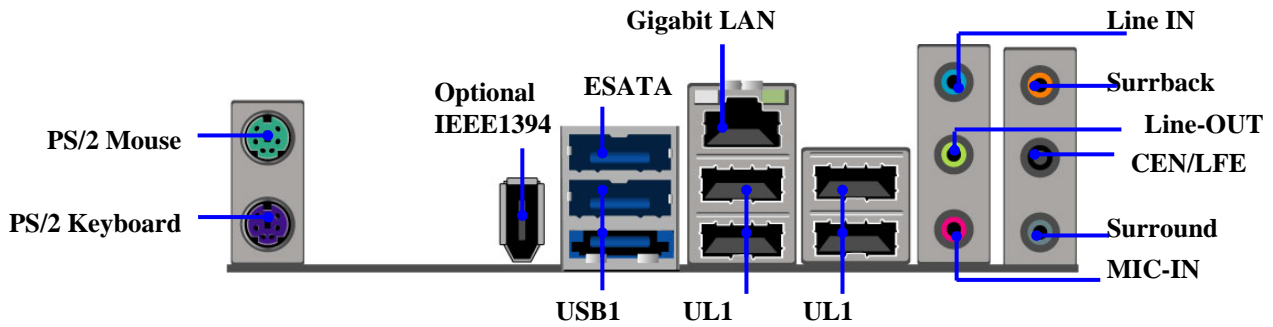 Gigabit LAN
Line IN
Optional
IEEE1394
ESATA
Surrback
Line-OUT
PS/2 Mouse
CEN/LFE
PS/2 Keyboard
Surround
MIC-IN
USB1
UL1
UL1